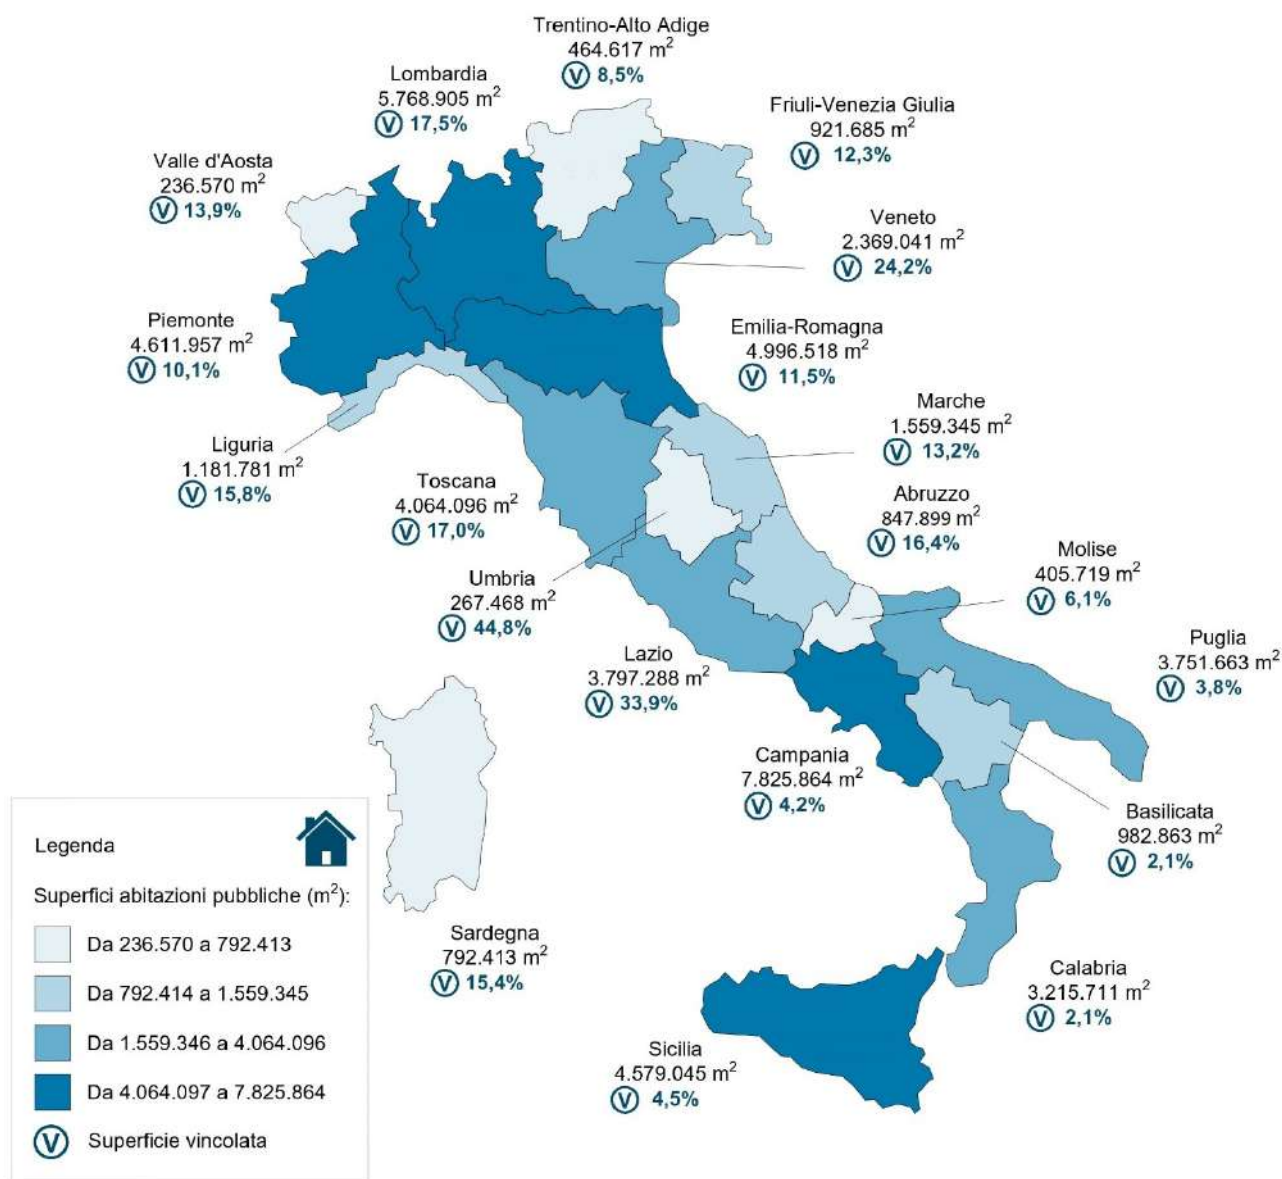 Trentino-Alto Adige
464.617 m²
V 8,5%
Lombardia
5.768.905 m²
V 17,5%
Friuli-Venezia Giulia
921.685 m²
V 12,3%
Valle d'Aosta
236.570 m²
V 13,9%
Veneto
2.369.041 m²
V 24,2%
Piemonte
4.611.957 m²
V 10,1%
Emilia-Romagna
4.996.518 m²
V 11,5%
Marche
1.559.345 m²
V 13,2%
Liguria
1.181.781 m²
V 15,8%
Toscana
4.064.096 m²
V 17,0%
Abruzzo
847.899 m²
V 16,4%
Molise
405.719 m²
V 6,1%
Umbria
267.468 m²
V 44,8%
Lazio
3.797.288 m²
V 33,9%
Puglia
3.751.663 m²
V 3,8%
Campania
7.825.864 m²
V 4,2%
Basilicata
982.863 m²
V 2,1%
Sardegna
792.413 m²
V 15,4%
Calabria
3.215.711 m²
V 2,1%
Sicilia
4.579.045 m²
V 4,5%
Legenda
Superfici abitazioni pubbliche (m²):
Da 236.570 a 792.413
Da 792.414 a 1.559.345
Da 1.559.346 a 4.064.096
Da 4.064.097 a 7.825.864
V Superficie vincolata